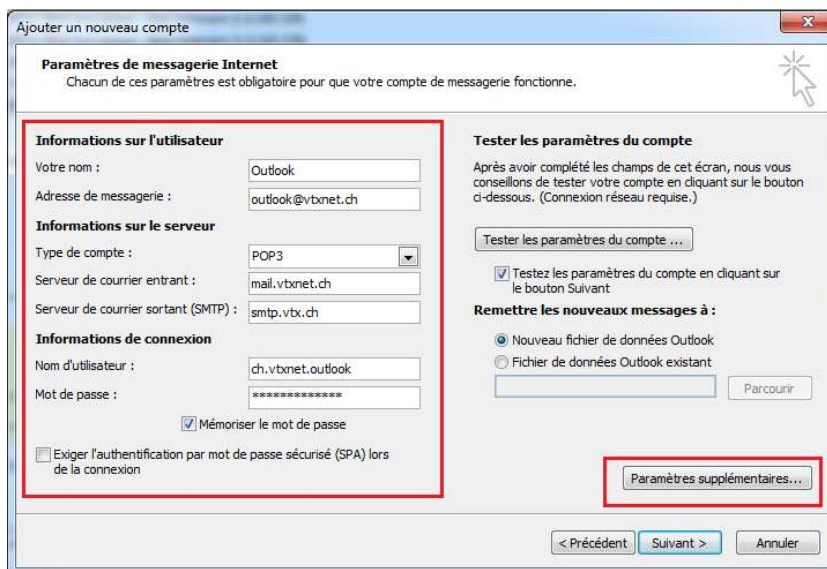 Ajouter un nouveau compte
Paramètres de messagerie Internet
Chacun de ces paramètres est obligatoire pour que votre compte de messagerie fonctionne.
Informations sur l'utilisateur
Votre nom :
Outlook
Adresse de messagerie :
outlook@vtxnet.ch
Informations sur le serveur
Type de compte :
POP3
Serveur de courrier entrant :
mail.vtxnet.ch
Serveur de courrier sortant (SMTP) :
smtp.vtx.ch
Informations de connexion
Nom d'utilisateur :
ch.vtxnet.outlook
Mot de passe :
*************
Mémoriser le mot de passe
Exiger l'authentification par mot de passe sécurisé (SPA) lors
de la connexion
Tester les paramètres du compte
Après avoir complété les champs de cet écran, nous vous
conseillons de tester votre compte en cliquant sur le bouton
ci-dessous. (Connexion réseau requise.)
Tester les paramètres du compte ...
Testez les paramètres du compte en cliquant sur
le bouton Suivant
Remettre les nouveaux messages à :
Nouveau fichier de données Outlook
Fichier de données Outlook existant
Parcourir
Paramètres supplémentaires...
< Précédent
Suivant >
Annuler